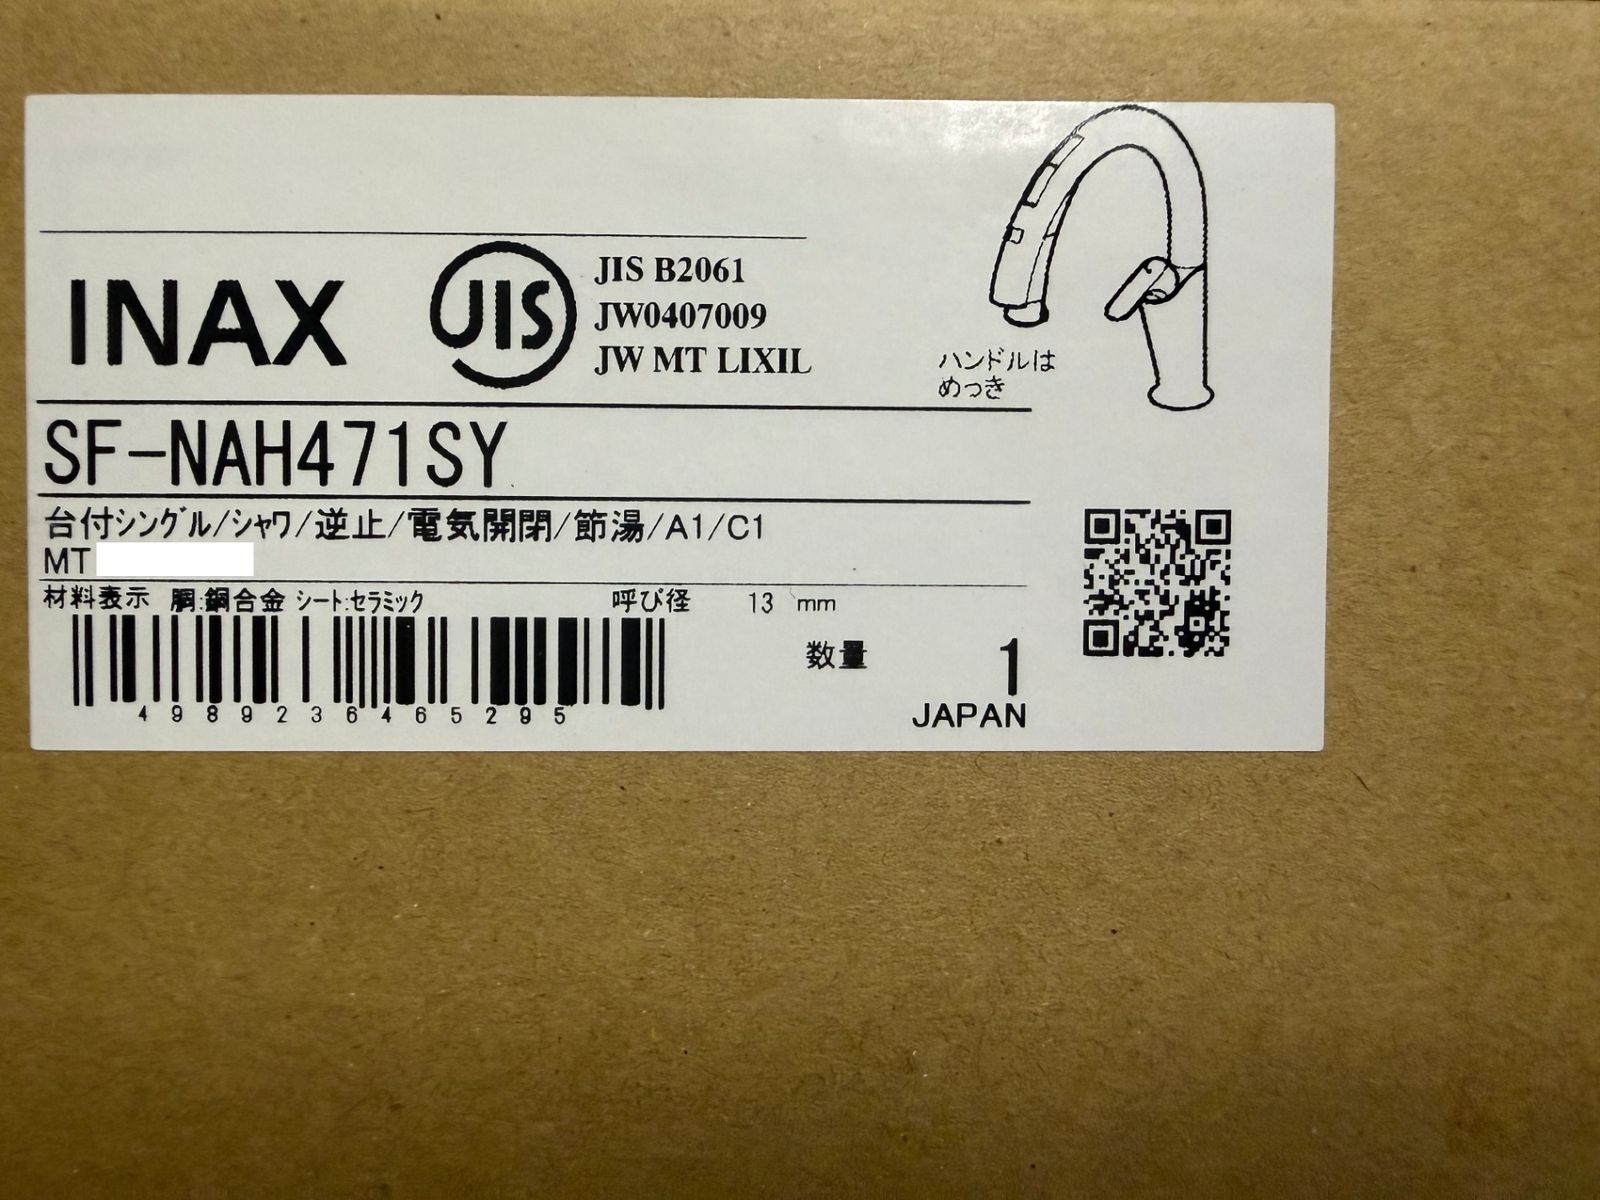 INAX
JIS
JIS B2061
JW0407009
JW MT LIXIL
ハンドルは
めっき
SF-NAH471SY
台付シングル/シャワ/逆止/電気開閉/節湯/A1/C1
MT
材料表示 胴:銅合金 シート:セラミック 呼び径 13 mm
数量 1
4989236465295
JAPAN